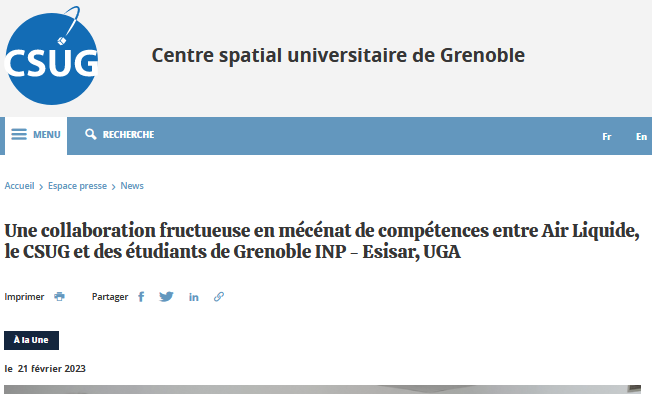 CSUG
Centre spatial universitaire de Grenoble
MENU
RECHERCHE
Fr
En
Accueil > Espace presse > News
Une collaboration fructueuse en mécénat de compétences entre Air Liquide,
le CSUG et des étudiants de Grenoble INP - Esisar, UGA
Imprimer
Partager
À la Une
le 21 février 2023